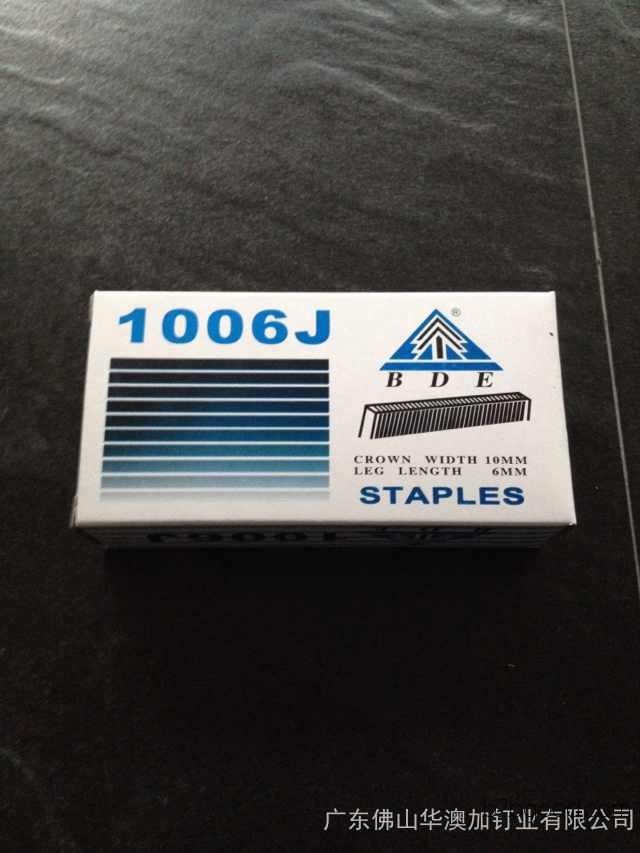 1006J
®
BDE
CROWN WIDTH 10MM
LEG LENGTH 6MM
STAPLES
1006J
广东佛山华澳加钉业有限公司